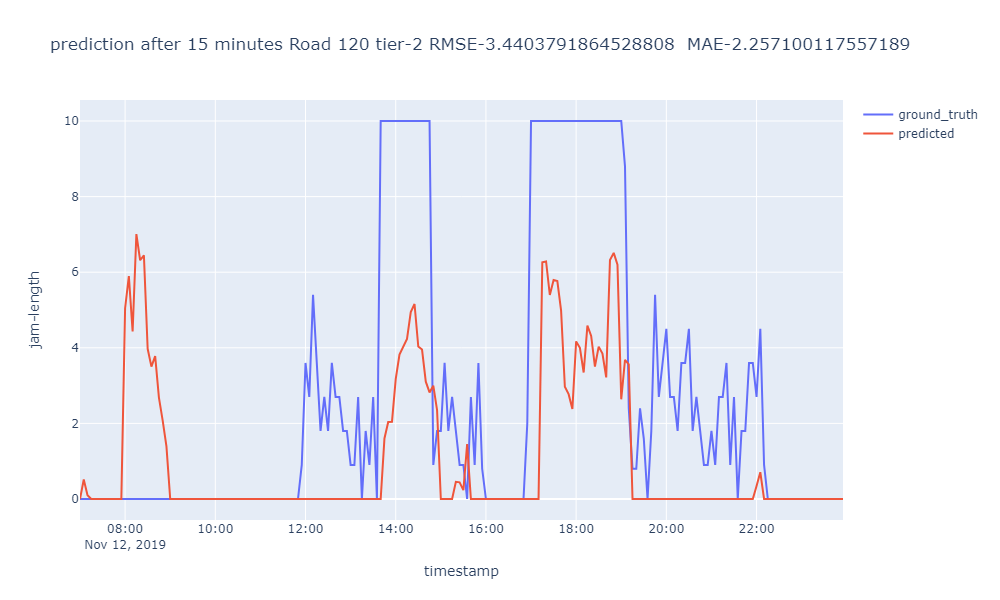 prediction after 15 minutes Road 120 tier-2 RMSE-3.4403791864528808  MAE-2.257100117557189
ground_truth
predicted
10
8
6
4
2
0
jam-length
08:00
10:00
12:00
14:00
16:00
18:00
20:00
22:00
Nov 12, 2019
timestamp